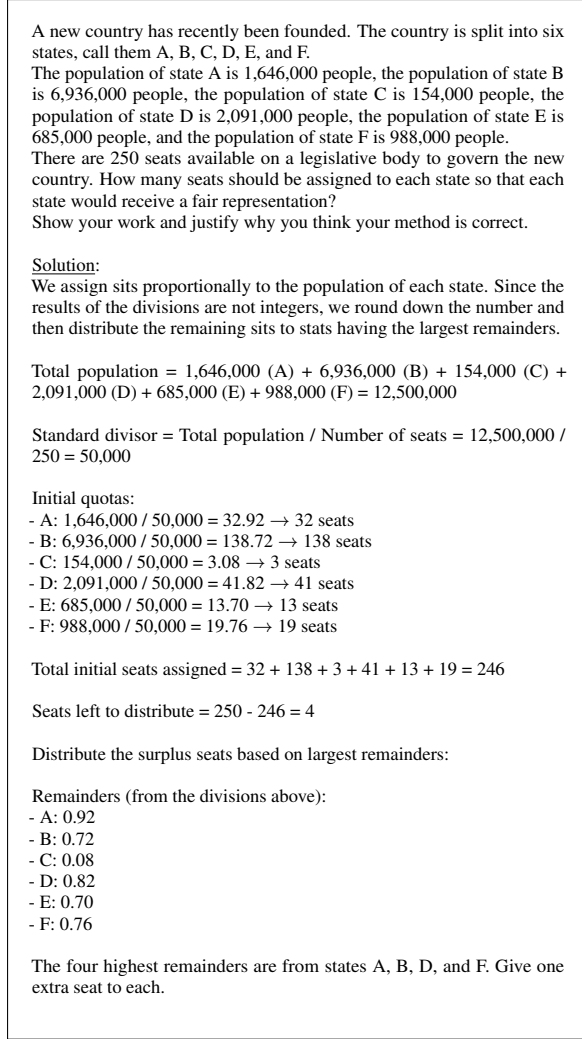 A new country has recently been founded. The country is split into six
states, call them A, B, C, D, E, and F.
The population of state A is 1,646,000 people, the population of state B
is 6,936,000 people, the population of state C is 154,000 people, the
population of state D is 2,091,000 people, the population of state E is
685,000 people, and the population of state F is 988,000 people.
There are 250 seats available on a legislative body to govern the new
country. How many seats should be assigned to each state so that each
state would receive a fair representation?
Show your work and justify why you think your method is correct.
Solution:
We assign sits proportionally to the population of each state. Since the
results of the divisions are not integers, we round down the number and
then distribute the remaining sits to stats having the largest remainders.
Total population = 1,646,000 (A) + 6,936,000 (B) + 154,000 (C) +
2,091,000 (D) + 685,000 (E) + 988,000 (F) = 12,500,000
Standard divisor = Total population / Number of seats = 12,500,000 /
250 = 50,000
Initial quotas:
- A: 1,646,000 / 50,000 = 32.92 → 32 seats
- B: 6,936,000 / 50,000 = 138.72 → 138 seats
- C: 154,000 / 50,000 = 3.08 → 3 seats
- D: 2,091,000 / 50,000 = 41.82 → 41 seats
- E: 685,000 / 50,000 = 13.70 → 13 seats
- F: 988,000 / 50,000 = 19.76 → 19 seats
Total initial seats assigned = 32 + 138 + 3 + 41 + 13 + 19 = 246
Seats left to distribute = 250 - 246 = 4
Distribute the surplus seats based on largest remainders:
Remainders (from the divisions above):
- A: 0.92
- B: 0.72
- C: 0.08
- D: 0.82
- E: 0.70
- F: 0.76
The four highest remainders are from states A, B, D, and F. Give one
extra seat to each.